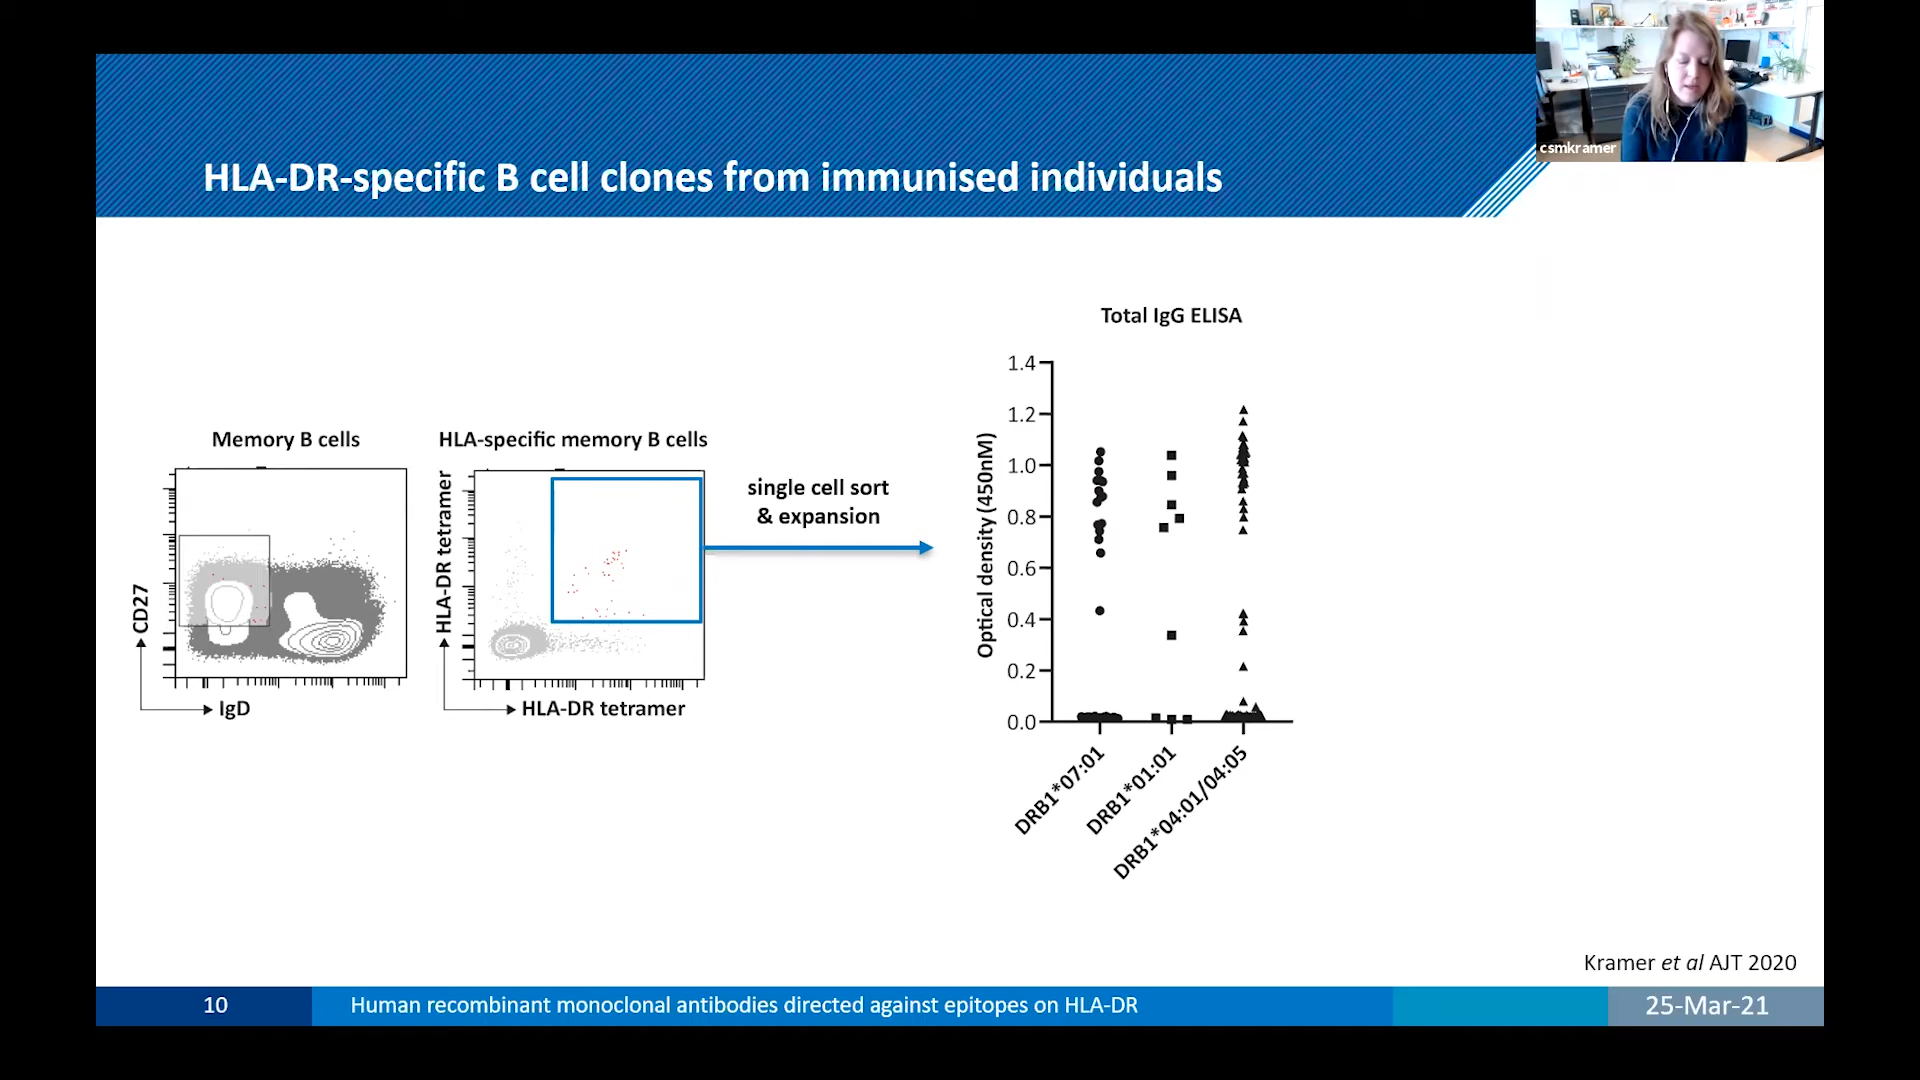 csmkramer
HLA-DR-specific B cell clones from immunised individuals
Memory B cells
CD27
IgD
HLA-specific memory B cells
HLA-DR tetramer
HLA-DR tetramer
single cell sort
& expansion
Total IgG ELISA
Optical density (450nM)
1.4
1.2
1.0
0.8
0.6
0.4
0.2
0.0
DRB1*07:01
DRB1*01:01
DRB1*04:01/04:05
Kramer et al AJT 2020
10
Human recombinant monoclonal antibodies directed against epitopes on HLA-DR
25-Mar-21